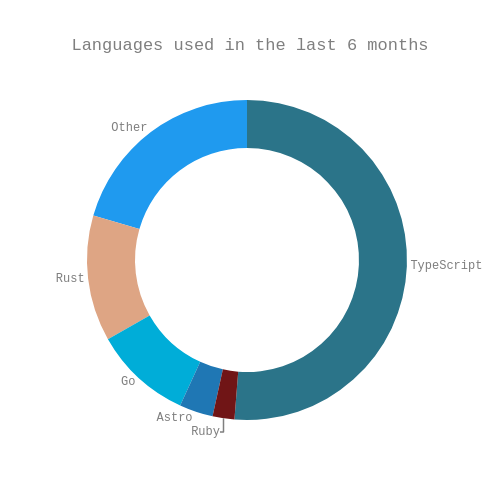 Languages used in the last 6 months
Other
TypeScript
Rust
Go
Astro
Ruby